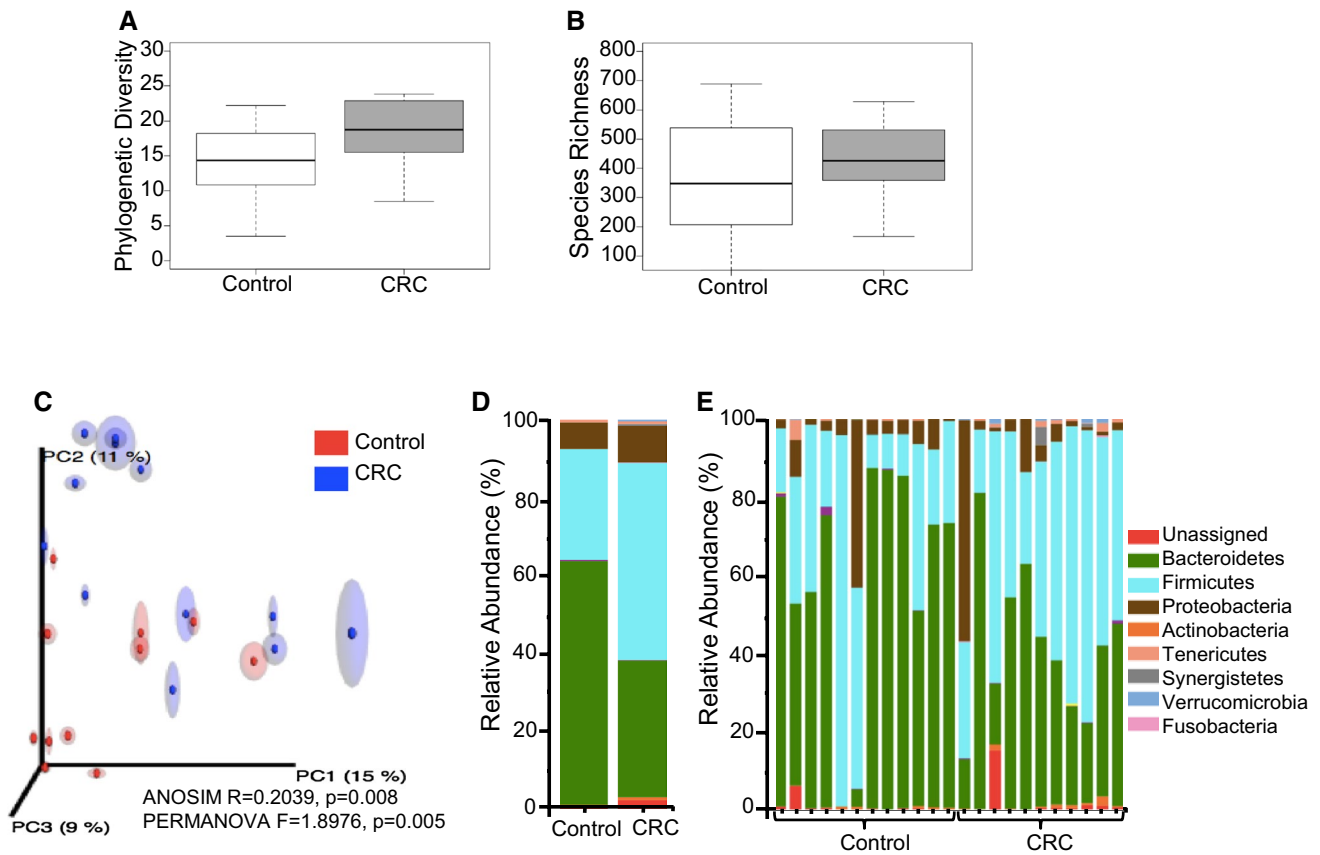 A
Phylogenetic Diversity
30
25
20
15
10
5
0
Control
CRC
B
Species Richness
800
700
600
500
400
300
200
100
Control
CRC
C
PC2 (11 %)
Control
CRC
PC1 (15 %)
ANOSIM R=0.2039, p=0.008
PERMANOVA F=1.8976, p=0.005
PC3 (9 %)
D
Relative Abundance (%)
100
80
60
40
20
0
Control
CRC
E
Relative Abundance (%)
100
80
60
40
20
0
Control
CRC
Unassigned
Bacteroidetes
Firmicutes
Proteobacteria
Actinobacteria
Tenericutes
Synergistetes
Verrucomicrobia
Fusobacteria